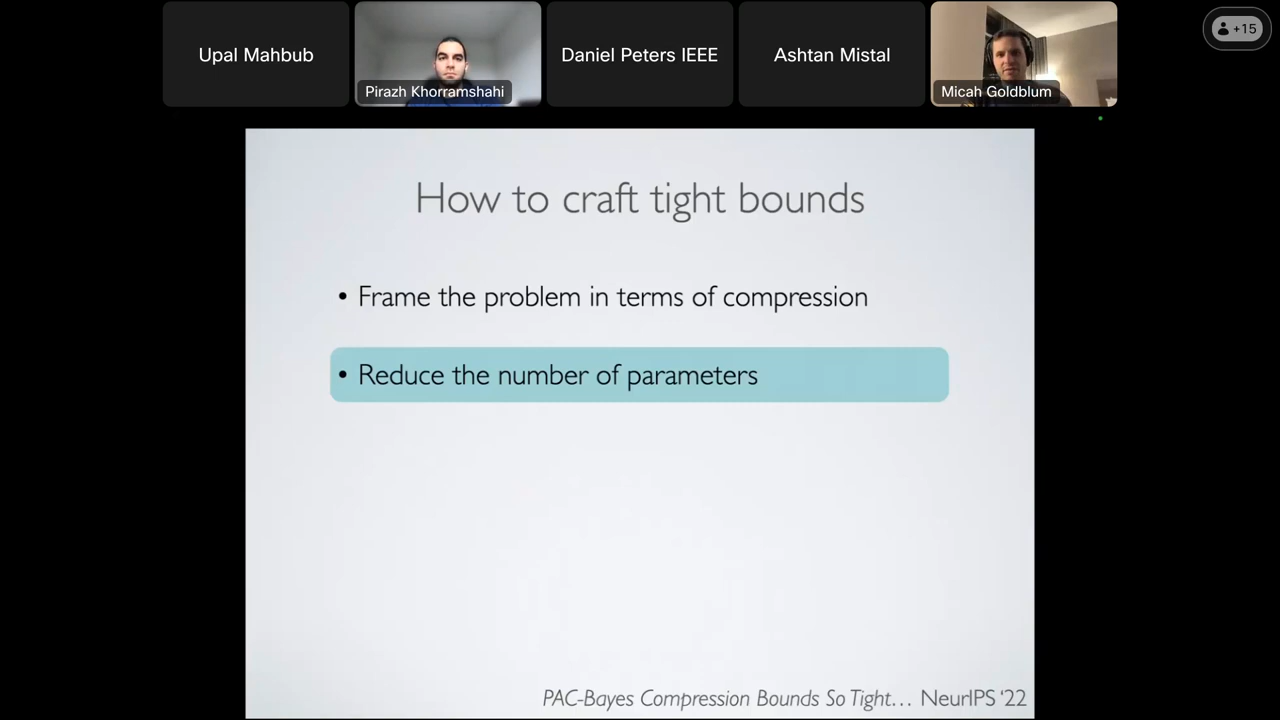 Upal Mahbub
Pirazh Khorramshahi
Daniel Peters IEEE
Ashtan Mistal
Micah Goldblum
+15
How to craft tight bounds
• Frame the problem in terms of compression
• Reduce the number of parameters
PAC-Bayes Compression Bounds So Tight… NeurIPS ‘22